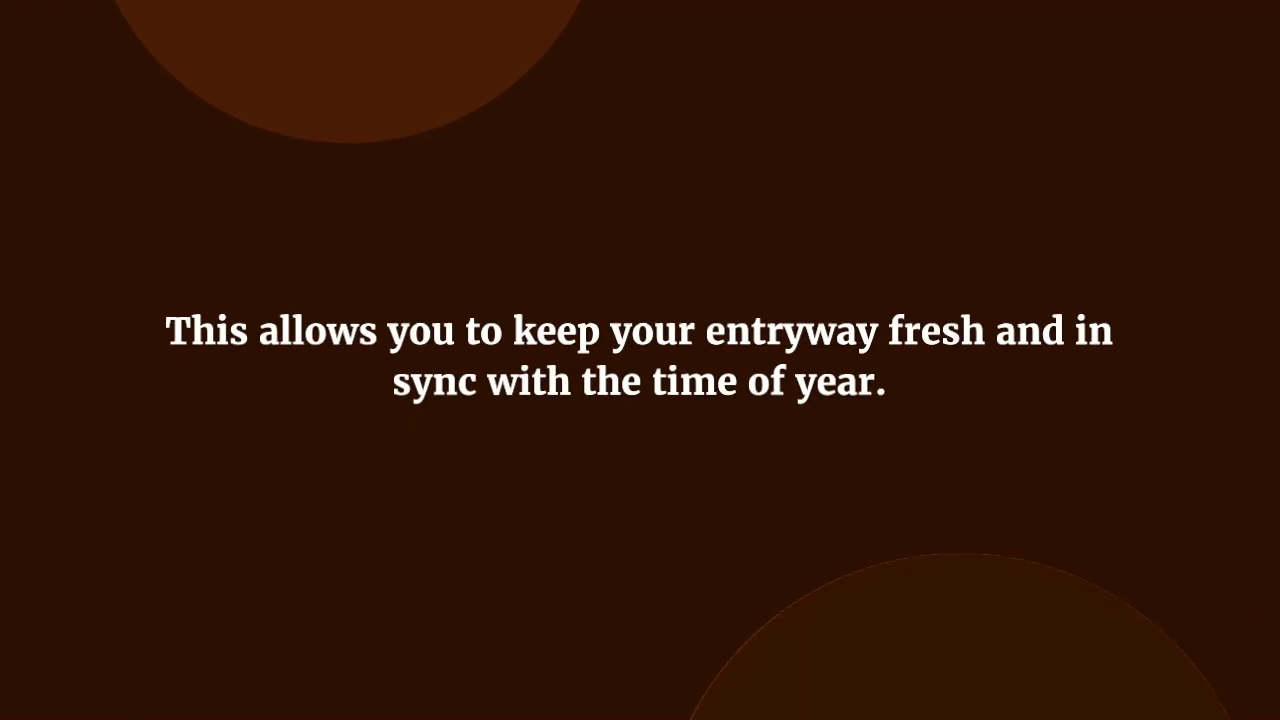 This allows you to keep your entryway fresh and in
sync with the time of year.